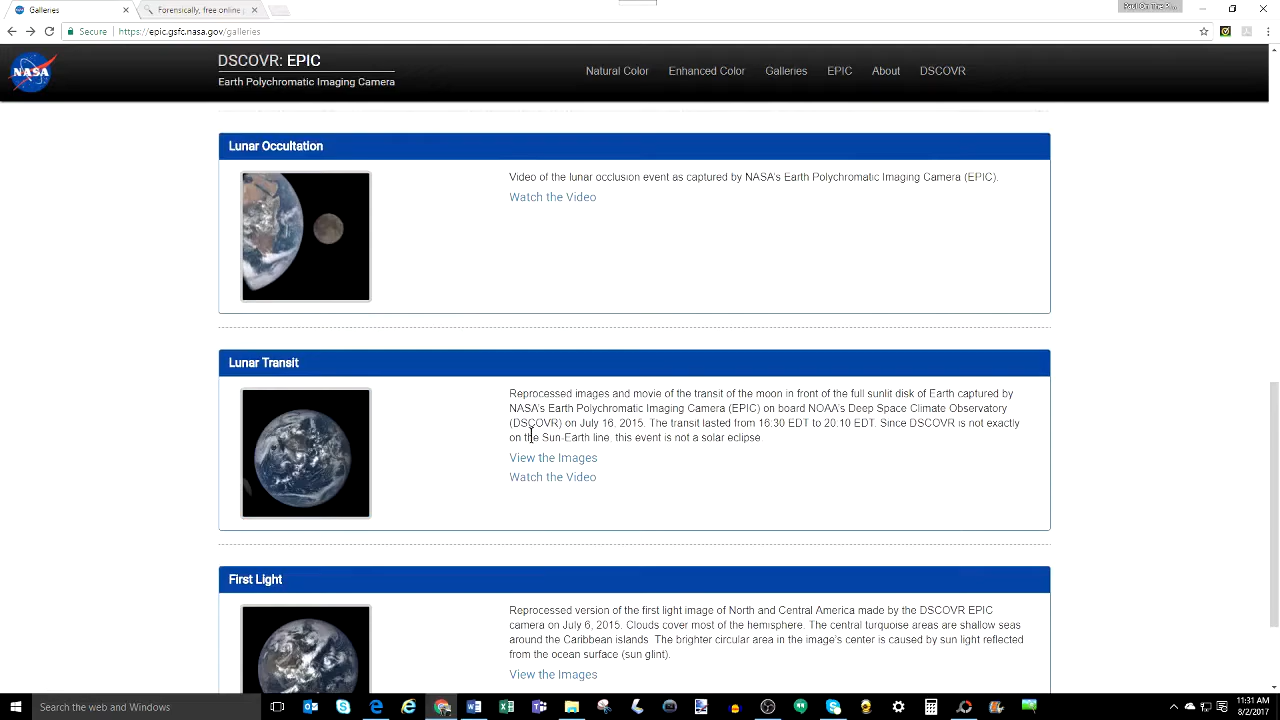 Galleries
Forensically, free online
Secure https://epic.gsfc.nasa.gov/galleries
NASA
DSCOVR: EPIC
Earth Polychromatic Imaging Camera
Natural Color Enhanced Color Galleries EPIC About DSCOVR
Lunar Occultation
Video of the lunar occlusion event as captured by NASA's Earth Polychromatic Imaging Camera (EPIC).
Watch the Video
Lunar Transit
Reprocessed images and movie of the transit of the moon in front of the full sunlit disk of Earth captured by
NASA's Earth Polychromatic Imaging Camera (EPIC) on board NOAA's Deep Space Climate Observatory
(DSCOVR) on July 16, 2015. The transit lasted from 16:30 EDT to 20:10 EDT. Since DSCOVR is not exactly
on the Sun-Earth line, this event is not a solar eclipse.
View the Images
Watch the Video
First Light
Reprocessed version of the first light image of North and Central America made by the DSCOVR EPIC
camera on July 6, 2015. Clouds cover most of the hemisphere. The central turquoise areas are shallow seas
around the Caribbean islands. The brighter circular area in the image's center is caused by sun light reflected
from the ocean surface (sun glint).
View the Images
Search the web and Windows
11:31 AM
8/2/2017